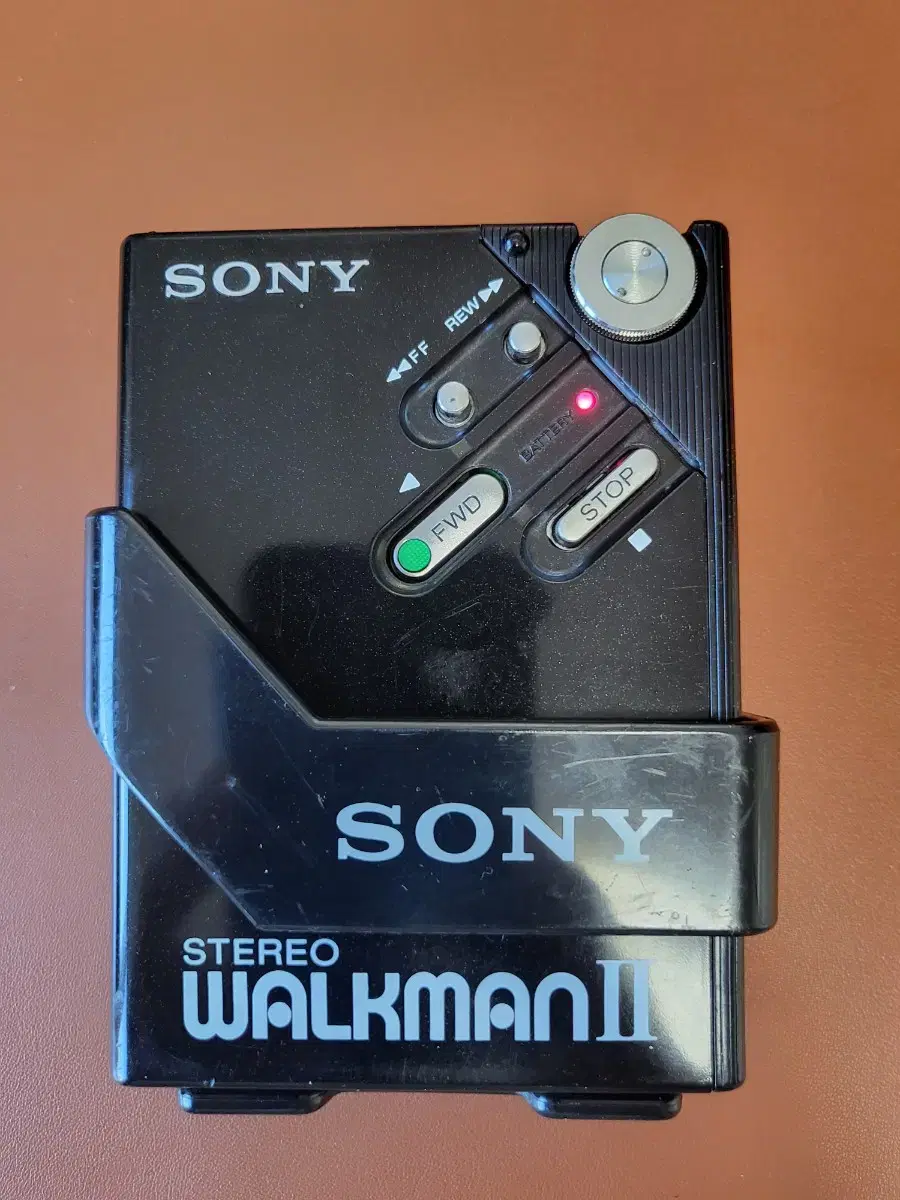 SONY
REW ▶▶
◀◀ FF
BATTERY
▲
FWD
STOP
■
SONY
STEREO
WALKMAN II